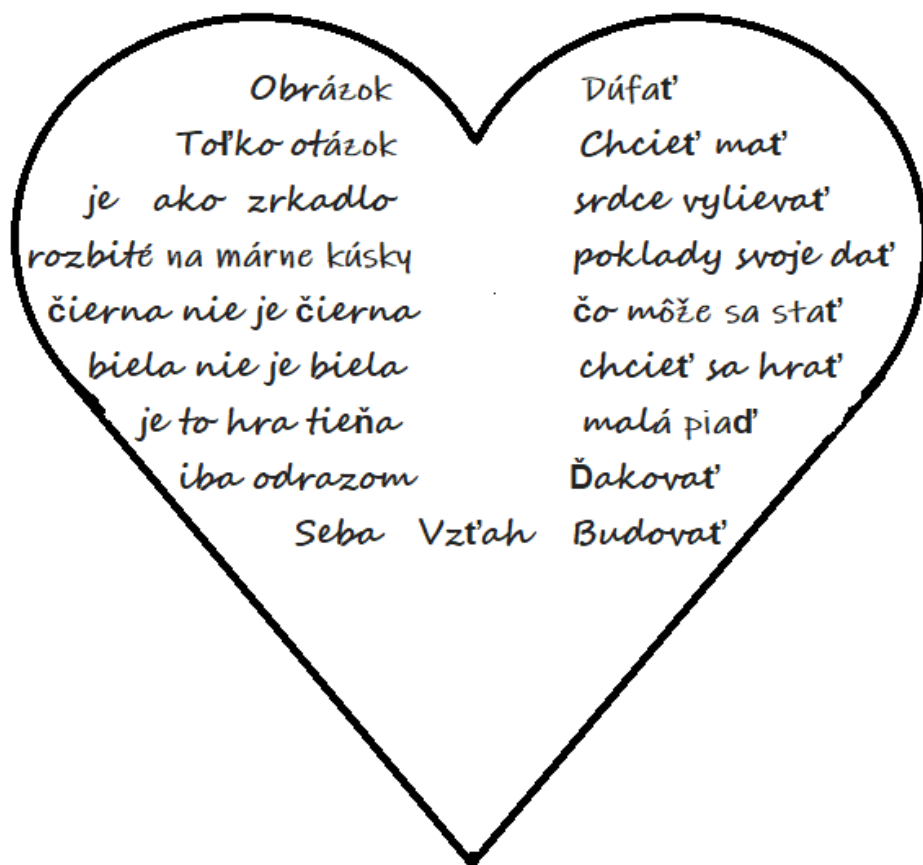 Obrázok
Toľko otázok
je ako zrkadlo
rozbité na márne kúsky
čierna nie je čierna
biela nie je biela
je to hra tieňa
iba odrazom
Seba Vzťah Budovať
Dúfať
Chcieť mať
srdce vylievať
poklady svoje dať
čo môže sa stať
chcieť sa hrať
malá piaď
Ďakovať